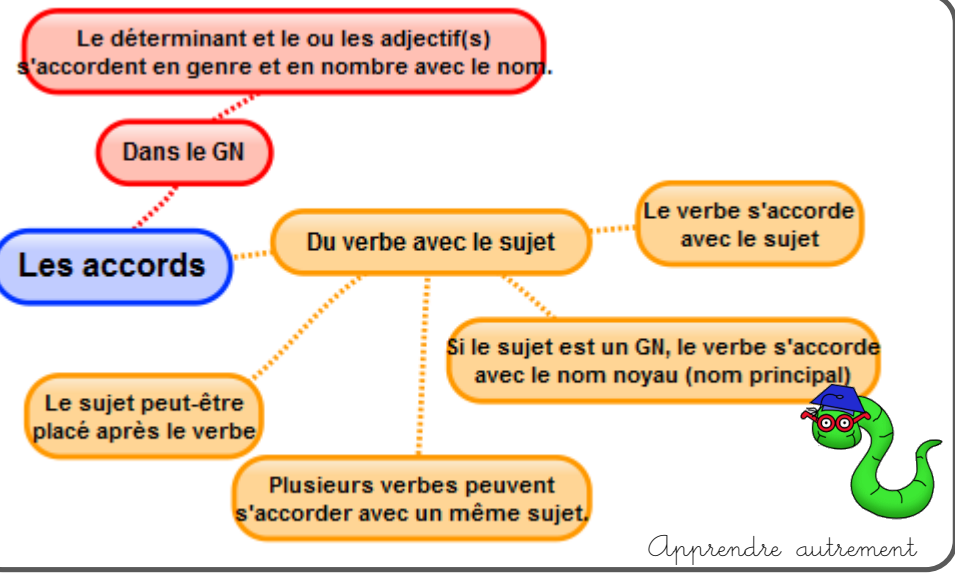 Le déterminant et le ou les adjectif(s)
s'accordent en genre et en nombre avec le nom.
Dans le GN
Les accords
Du verbe avec le sujet
Le verbe s'accorde
avec le sujet
Si le sujet est un GN, le verbe s'accorde
avec le nom noyau (nom principal)
Le sujet peut-être
placé après le verbe
Plusieurs verbes peuvent
s'accorder avec un même sujet.
Apprendre autrement